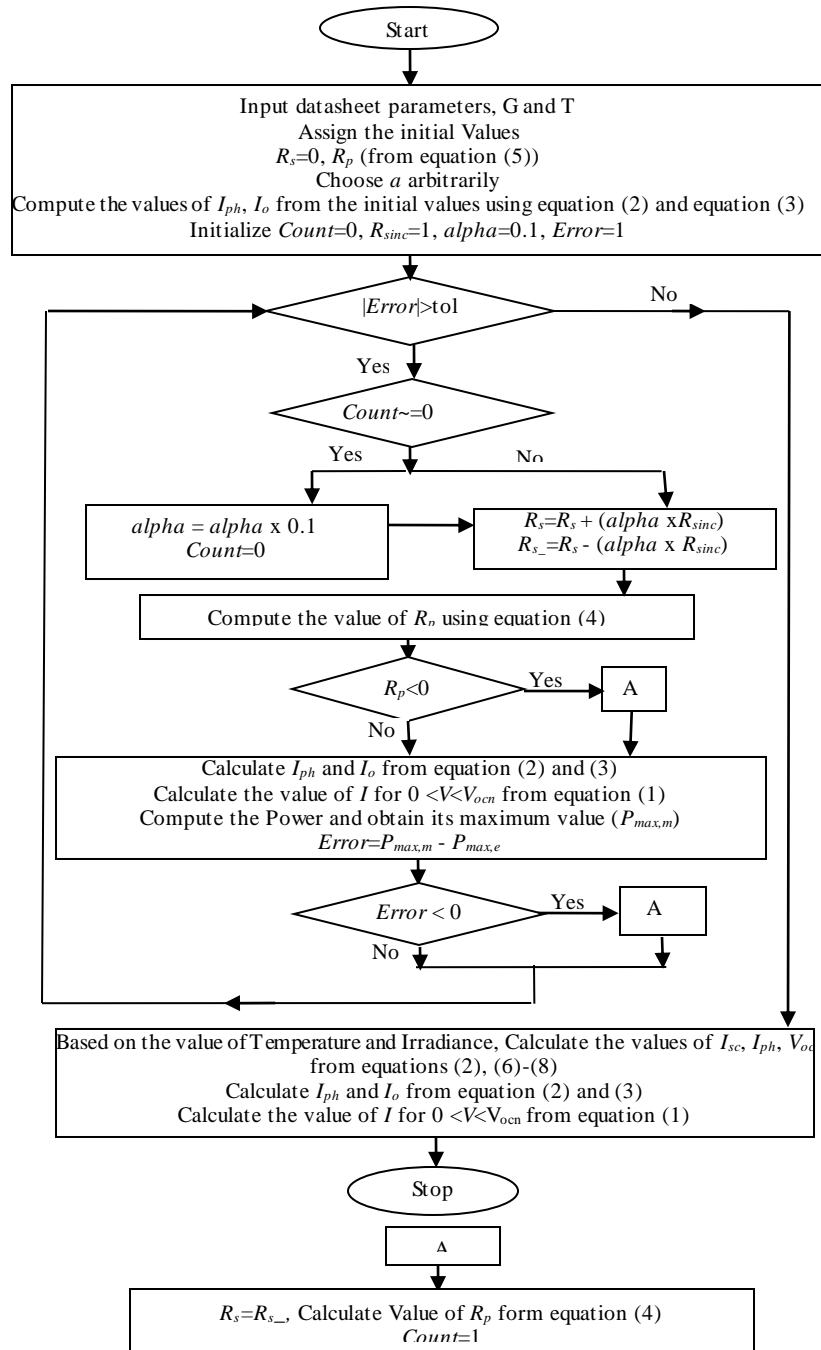 Start
Input datasheet parameters, G and T
Assign the initial Values
Rs=0, Rp (from equation (5))
Choose a arbitrarily
Compute the values of Iph, Io from the initial values using equation (2) and equation (3)
Initialize Count=0, Rsinc=1, alpha=0.1, Error=1
|Error|>tol
No
Yes
Count~=0
Yes
No
alpha = alpha x 0.1
Count=0
Rs=Rs + (alpha xRsinc)
Rs_=Rs - (alpha x Rsinc)
Compute the value of Rp using equation (4)
Rp<0
Yes
A
No
Calculate Iph and Io from equation (2) and (3)
Calculate the value of I for 0 <V<Vocn from equation (1)
Compute the Power and obtain its maximum value (Pmax,m)
Error=Pmax,m - Pmax,e
Error < 0
Yes
A
No
Based on the value of Temperature and Irradiance, Calculate the values of Isc, Iph, Voc
from equations (2), (6)-(8)
Calculate Iph and Io from equation (2) and (3)
Calculate the value of I for 0 <V<Vocn from equation (1)
Stop
A
Rs=Rs_, Calculate Value of Rp form equation (4)
Count=1